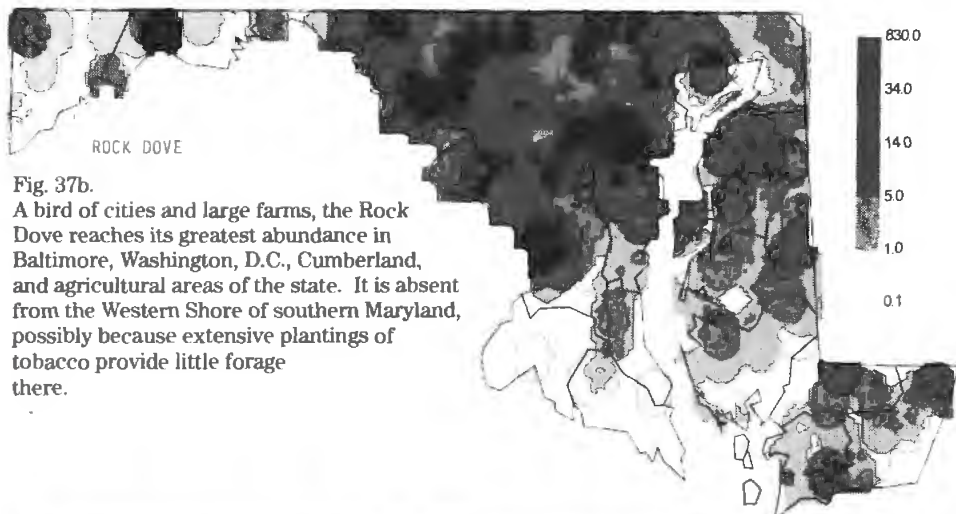 ROCK DOVE
Fig. 37b.
A bird of cities and large farms, the Rock
Dove reaches its greatest abundance in
Baltimore, Washington, D.C., Cumberland,
and agricultural areas of the state. It is absent
from the Western Shore of southern Maryland,
possibly because extensive plantings of
tobacco provide little forage
there.
830.0
34.0
14.0
5.0
1.0
0.1